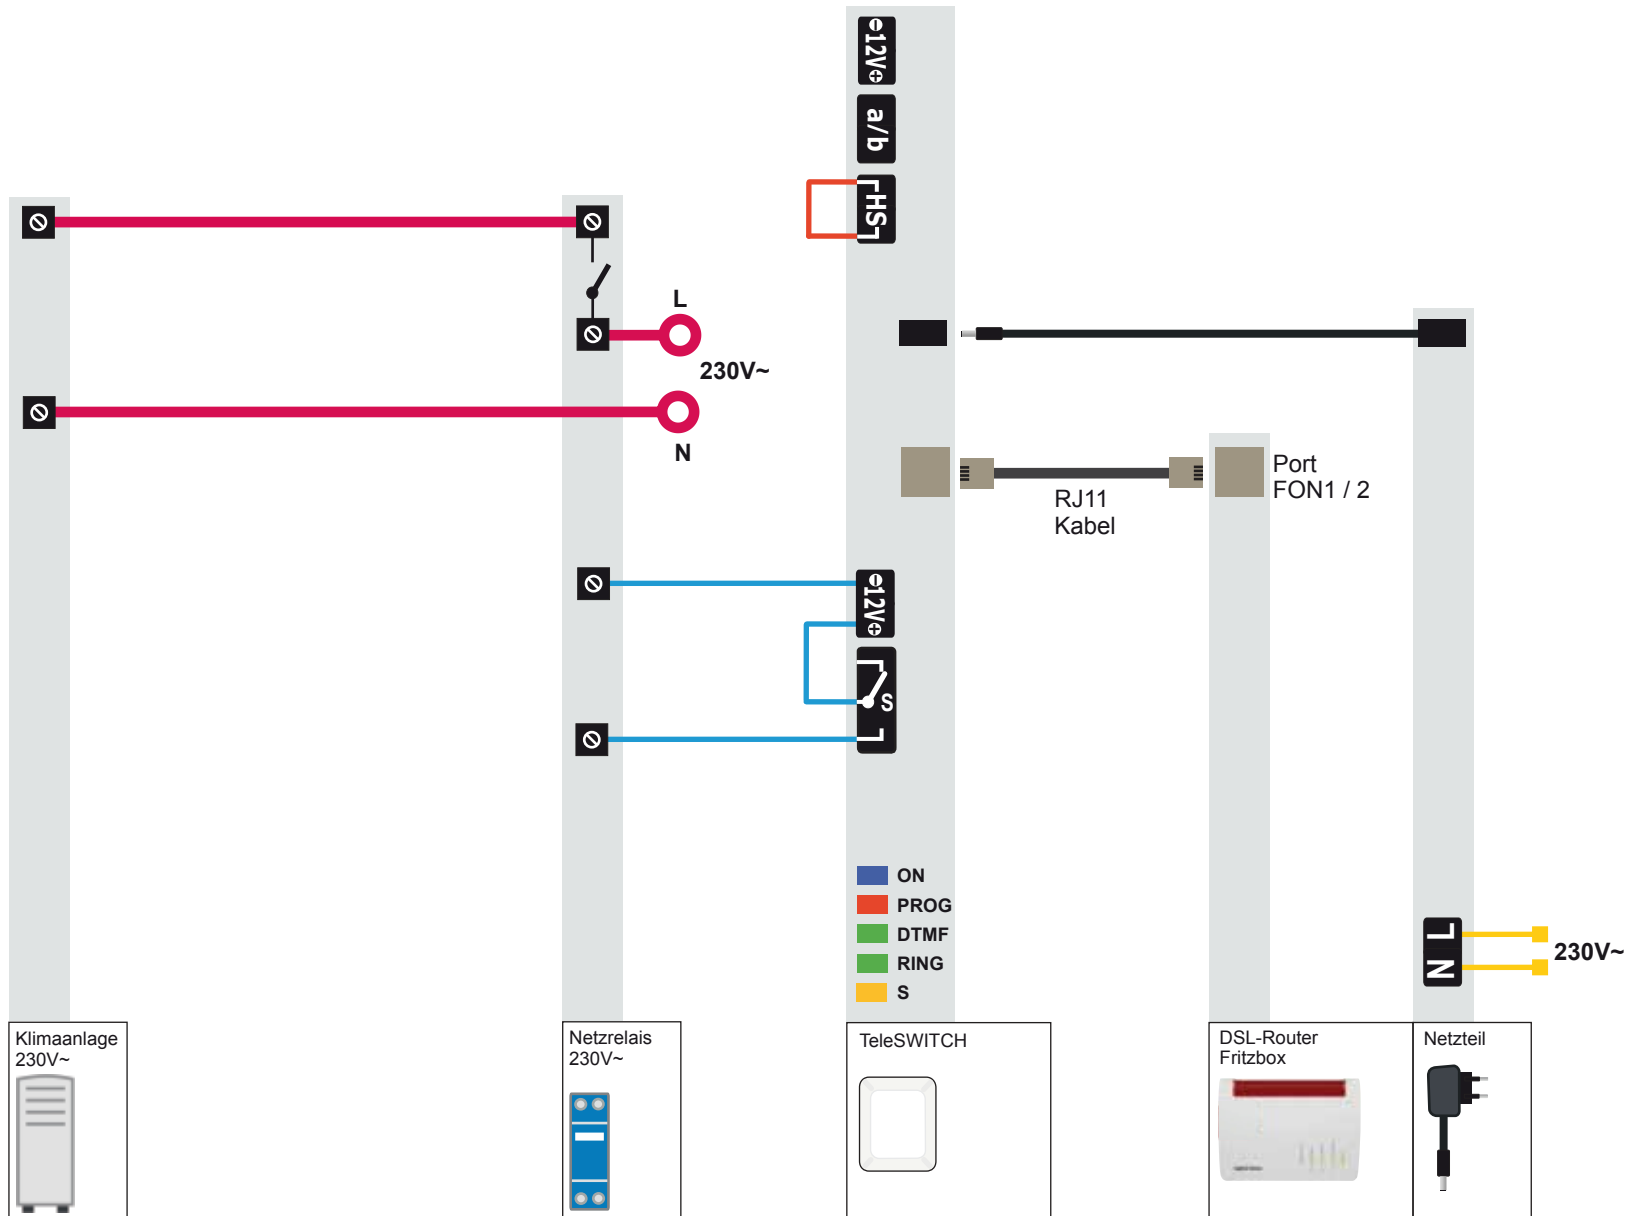 ⊖12V⊕
a/b
HS
L
230V~
N
Port
FON1 / 2
RJ11
Kabel
⊖12V⊕
S
ON
PROG
DTMF
RING
S
L
N
230V~
Klimaanlage
230V~
Netzrelais
230V~
TeleSWITCH
DSL-Router
Fritzbox
Netzteil